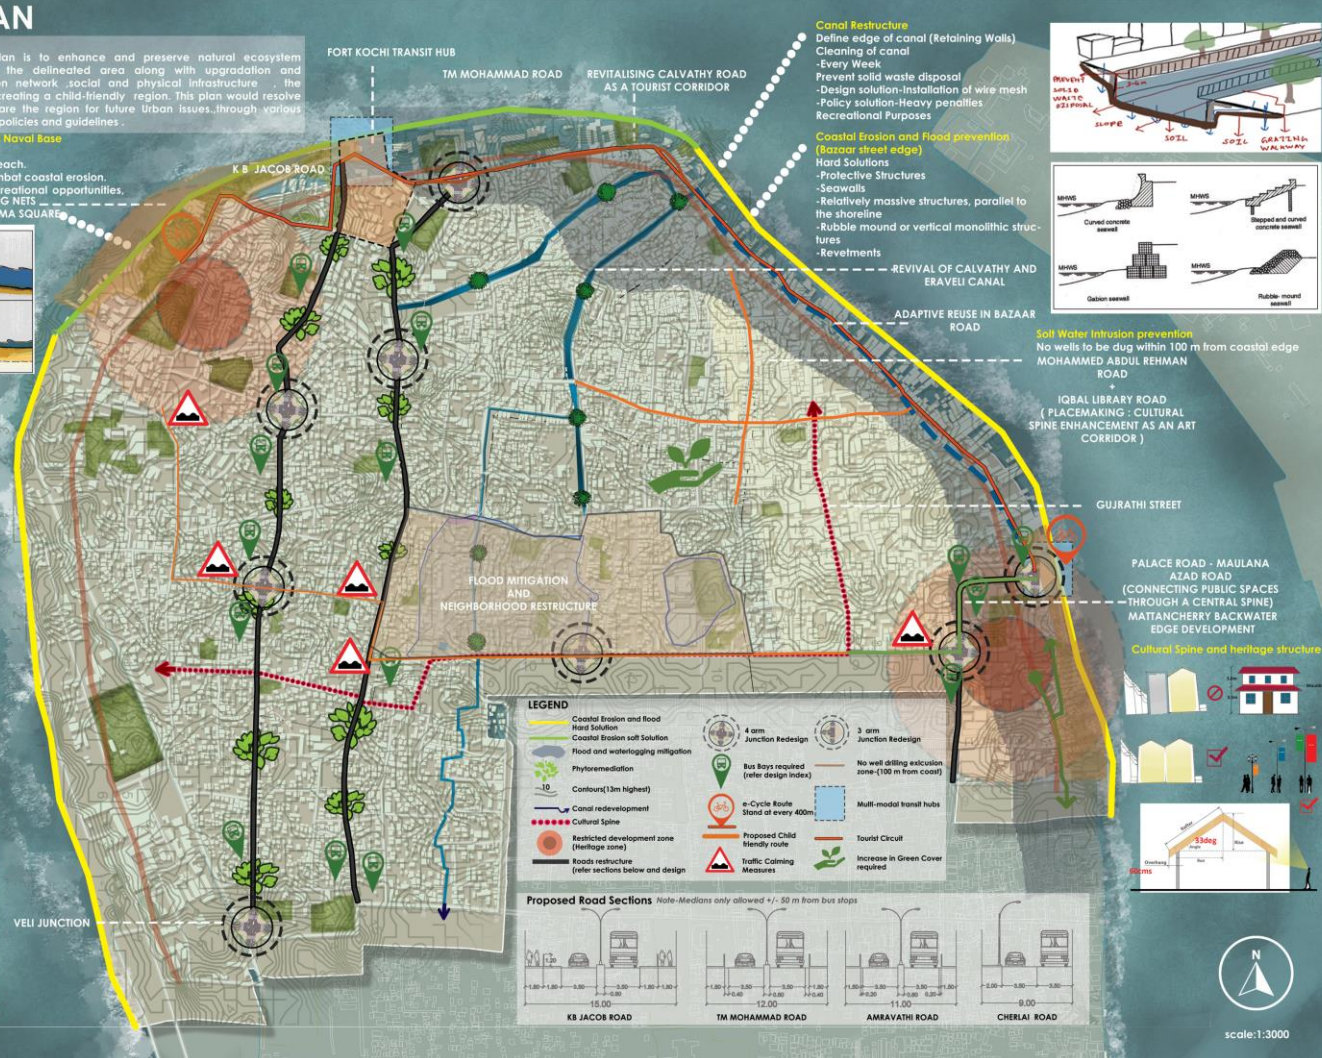 AN
lan is to enhance and preserve natural ecosystem
the delineated area along with upgradation and
on network ,social and physical infrastructure the
creating a child-friendly region. This plan would resolve
are the region for future Urban issues,through various
policies and guidelines .
Naval Base
each.
mbat coastal erosion.
reational opportunities,
G NETS
MA SQUARE
FORT KOCHI TRANSIT HUB
TM MOHAMMAD ROAD
REVITALISING CALVATHY ROAD
AS A TOURIST CORRIDOR
K B JACOB ROAD
Canal Restructure
Define edge of canal (Retaining Walls)
Cleaning of canal
-Every Week
Prevent solid waste disposal
-Design solution-Installation of wire mesh
-Policy solution-Heavy penalties
Recreational Purposes
Coastal Erosion and Flood prevention
(Bazaar street edge)
Hard Solutions
-Protective Structures
-Seawalls
-Relatively massive structures, parallel to
the shoreline
-Rubble mound or vertical monolithic struc-
tures
-Revetments
REVIVAL OF CALVATHY AND
ERAVELI CANAL
ADAPTIVE REUSE IN BAZAAR
ROAD
PREVENT
SOLID
WASTE
DISPOSAL
SLOPE
SOIL
SOIL
GRATING
WALKWAY
MHWS
Curved concrete
seawall
MHWS
Stepped and curved
concrete seawall
MHWS
Gabion seawall
MHWS
Rubble- mound
seawall
Solt Water Intrusion prevention
No wells to be dug within 100 m from coastal edge
MOHAMMED ABDUL REHMAN
ROAD
+
IQBAL LIBRARY ROAD
( PLACEMAKING : CULTURAL
SPINE ENHANCEMENT AS AN ART
CORRIDOR )
GUJRATHI STREET
PALACE ROAD - MAULANA
AZAD ROAD
(CONNECTING PUBLIC SPACES
THROUGH A CENTRAL SPINE)
MATTANCHERRY BACKWATER
EDGE DEVELOPMENT
Cultural Spine and heritage structure
FLOOD MITIGATION
AND
NEIGHBORHOOD RESTRUCTURE
VELI JUNCTION
LEGEND
Coastal Erosion and flood
Hard Solution
Coastal Erosion soft Solution
Flood and waterlogging mitigation
Phytoremediation
10
Contours(13m highest)
Canal redevelopment
Cultural Spine
Restricted development zone
(Heritage zone)
Roads restructure
(refer sections below and design
4 arm
Junction Redesign
Bus Bays required
(refer design index)
e-Cycle Route
Stand at every 400m
Proposed Child
friendly route
Traffic Calming
Measures
3 arm
Junction Redesign
No well drilling exlcusion
zone-(100 m from coast)
Multi-modal transit hubs
Tourist Circuit
Increase in Green Cover
required
Proposed Road Sections Note-Medians only allowed +/- 50 m from bus stops
15.00
KB JACOB ROAD
12.00
TM MOHAMMAD ROAD
11.00
AMRAVATHI ROAD
9.00
CHERLAI ROAD
33deg
Rise
Run
Overhang
N
scale:1:3000